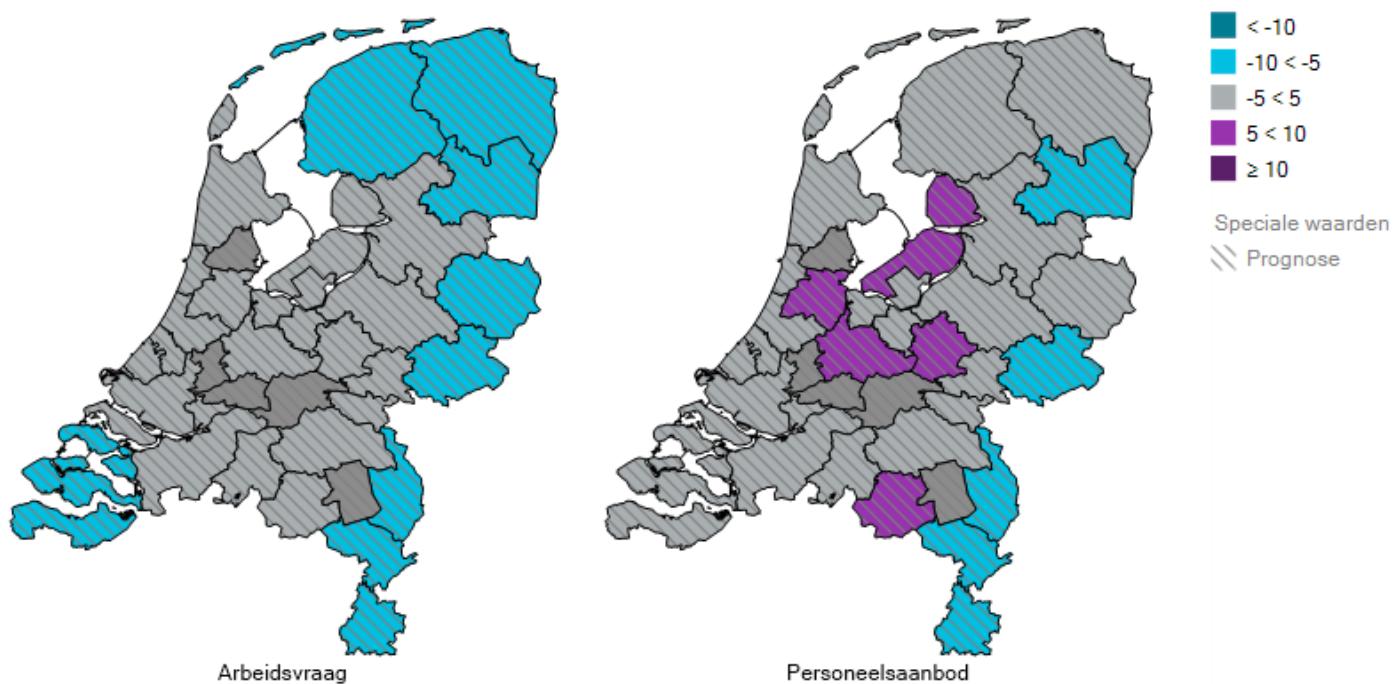 < -10
-10 < -5
-5 < 5
5 < 10
≥ 10
Speciale waarden
Prognose
Arbeidsvraag
Personeelsaanbod